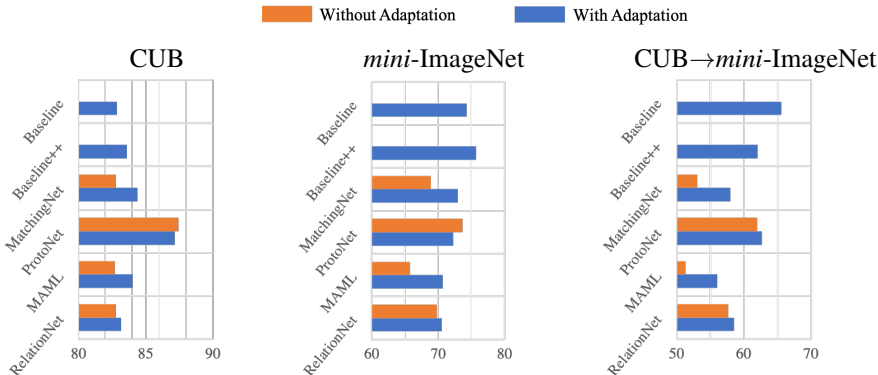 Without Adaptation
With Adaptation
CUB
mini-ImageNet
CUB→mini-ImageNet
Baseline
Baseline++
MatchingNet
ProtoNet
MAML
RelationNet
80 85 90
Baseline
Baseline++
MatchingNet
ProtoNet
MAML
RelationNet
60 70 80
Baseline
Baseline++
MatchingNet
ProtoNet
MAML
RelationNet
50 60 70